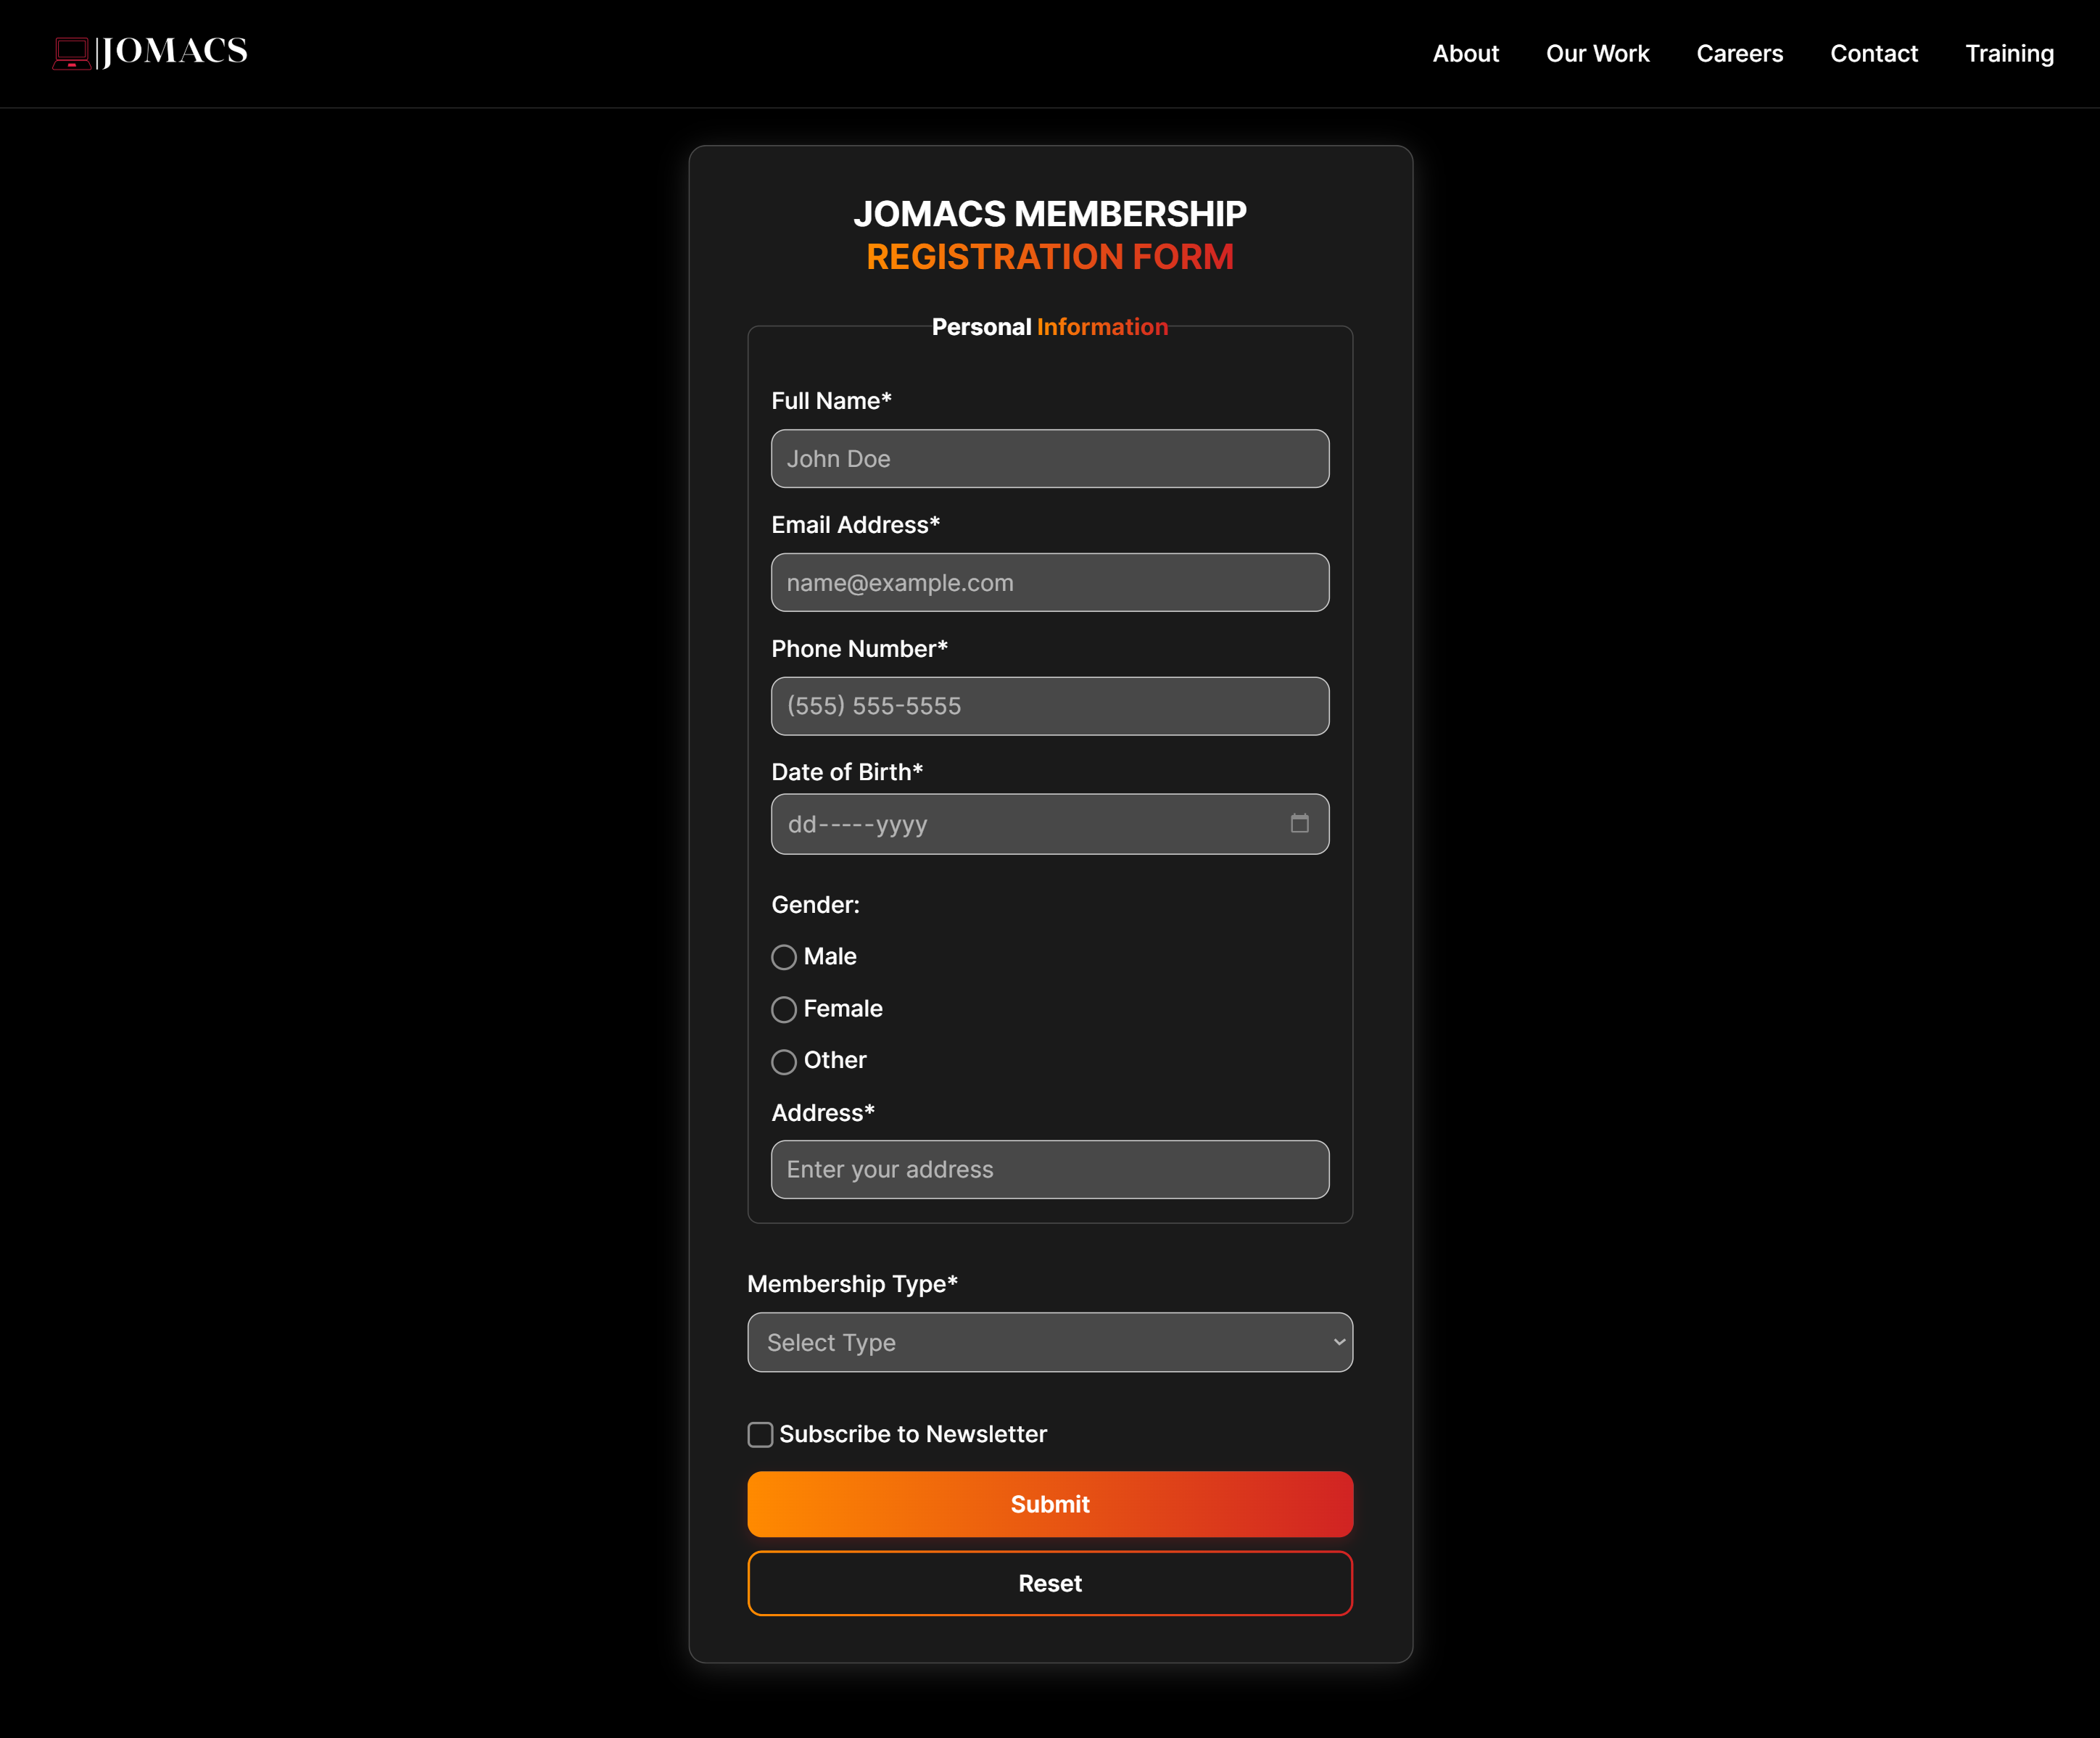 JOMACS
About Our Work Careers Contact Training
JOMACS MEMBERSHIP
REGISTRATION FORM
Personal Information
Full Name*
John Doe
Email Address*
name@example.com
Phone Number*
(555) 555-5555
Date of Birth*
dd-----yyyy
Gender:
Male
Female
Other
Address*
Enter your address
Membership Type*
Select Type
Subscribe to Newsletter
Submit
Reset